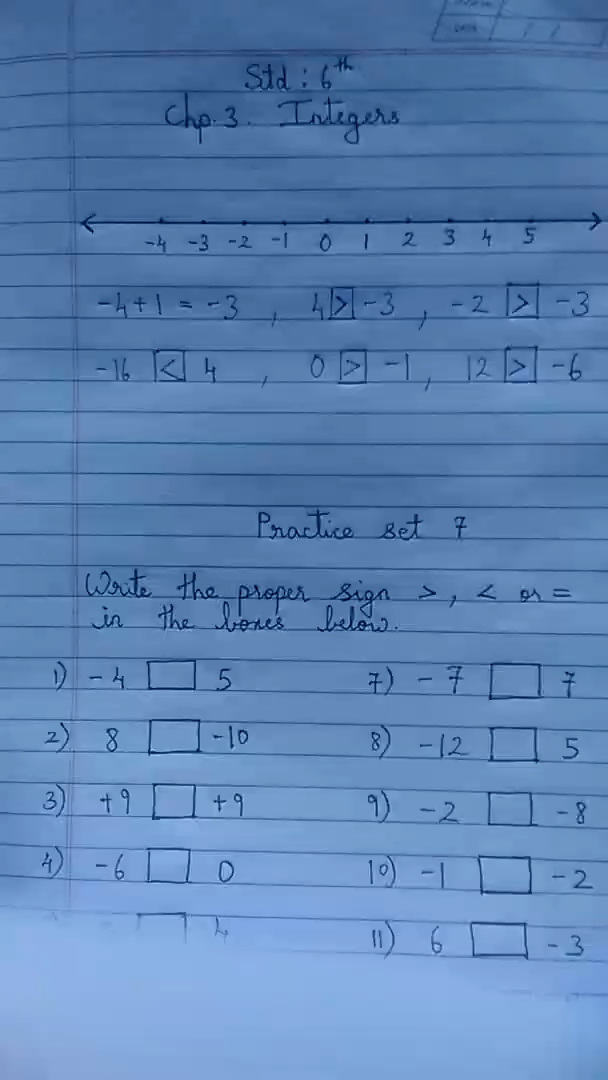 Std : 6th
Chp. 3. Integers
-4 -3 -2 -1 0 1 2 3 4 5
-4+1 = -3 , 4 > -3 , -2 > -3
-16 < 4 , 0 > -1 , 12 > -6
Practice set 7
Write the proper sign >, < or =
in the boxes below.
1) -4 □ 5
2) 8 □ -10
3) +9 □ +9
4) -6 □ 0
□ 4
7) -7 □ 7
8) -12 □ 5
9) -2 □ -8
10) -1 □ -2
11) 6 □ -3